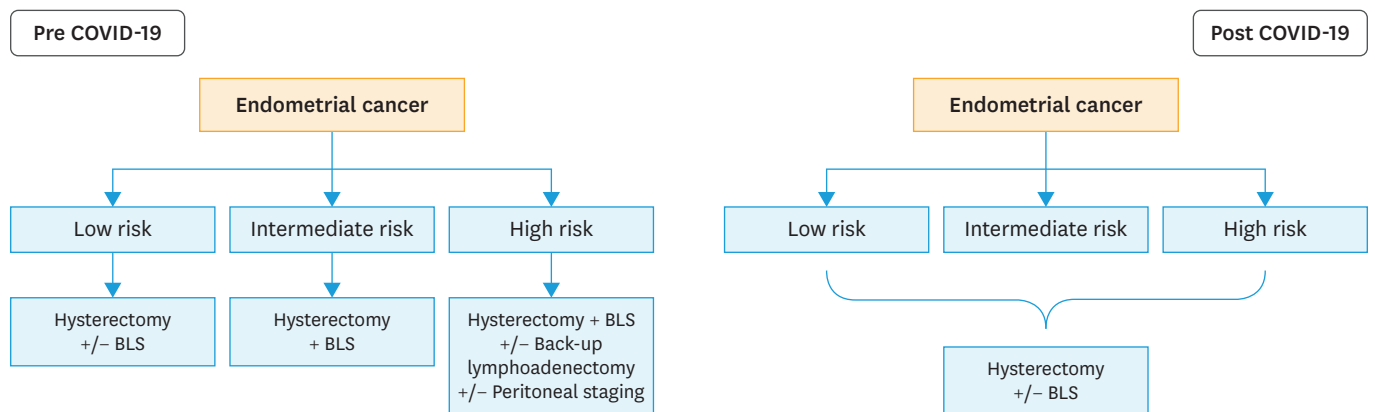 Pre COVID-19
Endometrial cancer
Low risk
Intermediate risk
High risk
Hysterectomy
+/− BLS
Hysterectomy
+ BLS
Hysterectomy + BLS
+/− Back-up
lymphoadenectomy
+/− Peritoneal staging
Post COVID-19
Endometrial cancer
Low risk
Intermediate risk
High risk
Hysterectomy
+/− BLS